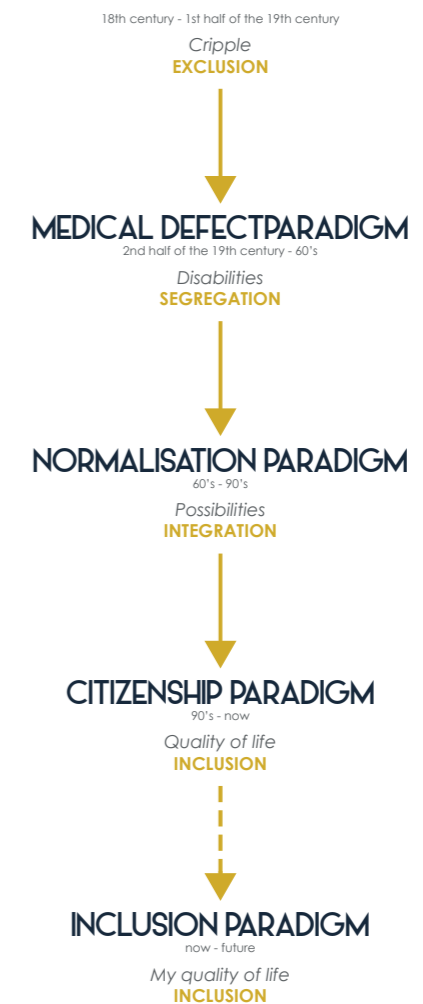 18th century - 1st half of the 19th century
Cripple
EXCLUSION
MEDICAL DEFECTPARADIGM
2nd half of the 19th century - 60's
Disabilities
SEGREGATION
NORMALISATION PARADIGM
60's - 90's
Possibilities
INTEGRATION
CITIZENSHIP PARADIGM
90's - now
Quality of life
INCLUSION
INCLUSION PARADIGM
now - future
My quality of life
INCLUSION